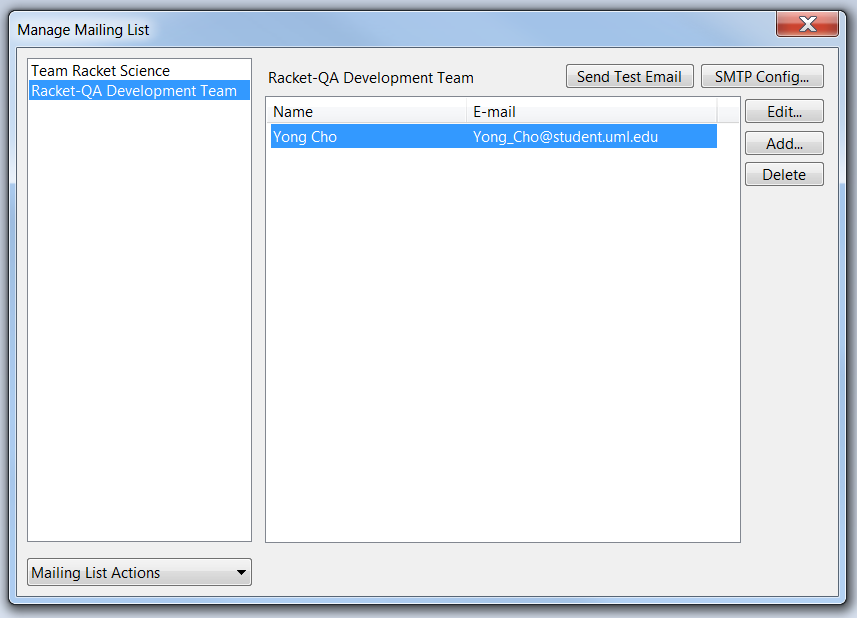 Manage Mailing List
Team Racket Science
Racket-QA Development Team
Racket-QA Development Team
Send Test Email
SMTP Config...
Name E-mail
Yong Cho Yong_Cho@student.uml.edu
Edit...
Add...
Delete
Mailing List Actions